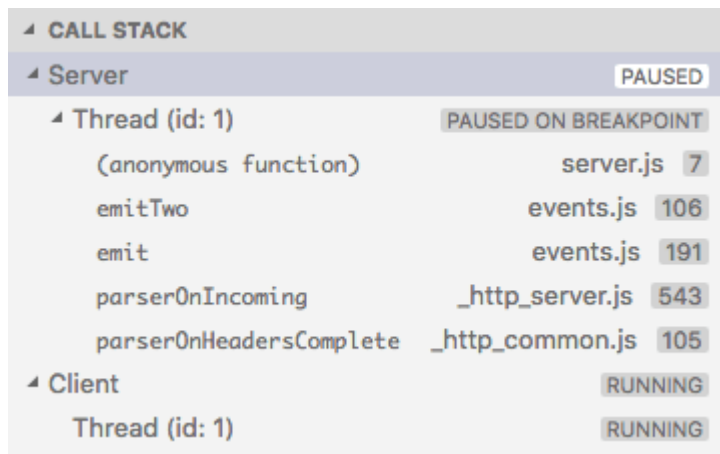 CALL STACK
Server PAUSED
Thread (id: 1) PAUSED ON BREAKPOINT
(anonymous function) server.js 7
emitTwo events.js 106
emit events.js 191
parserOnIncoming _http_server.js 543
parserOnHeadersComplete _http_common.js 105
Client RUNNING
Thread (id: 1) RUNNING